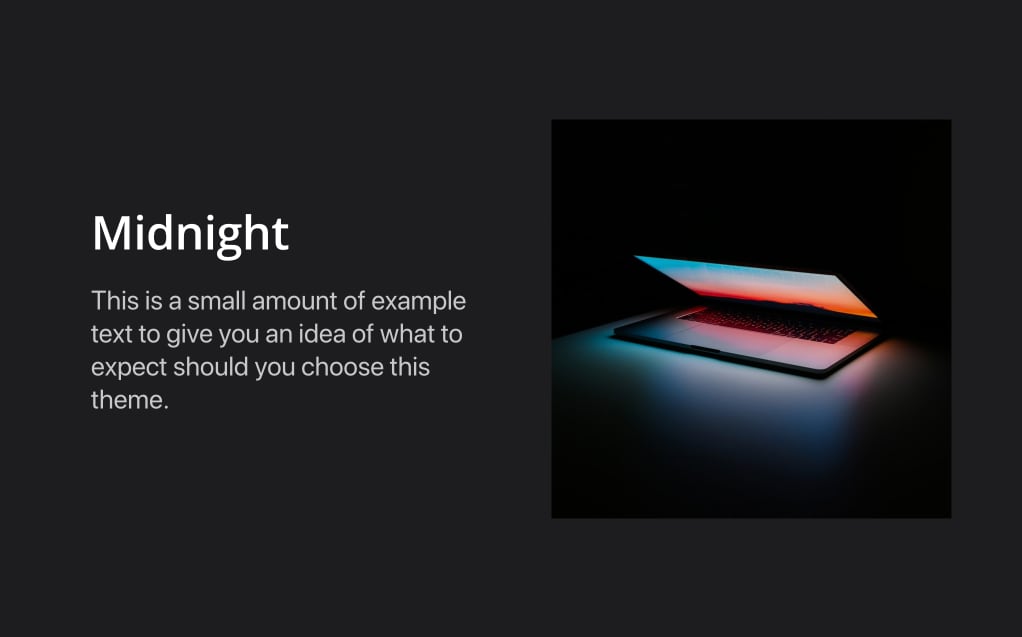 Midnight
This is a small amount of example
text to give you an idea of what to
expect should you choose this
theme.